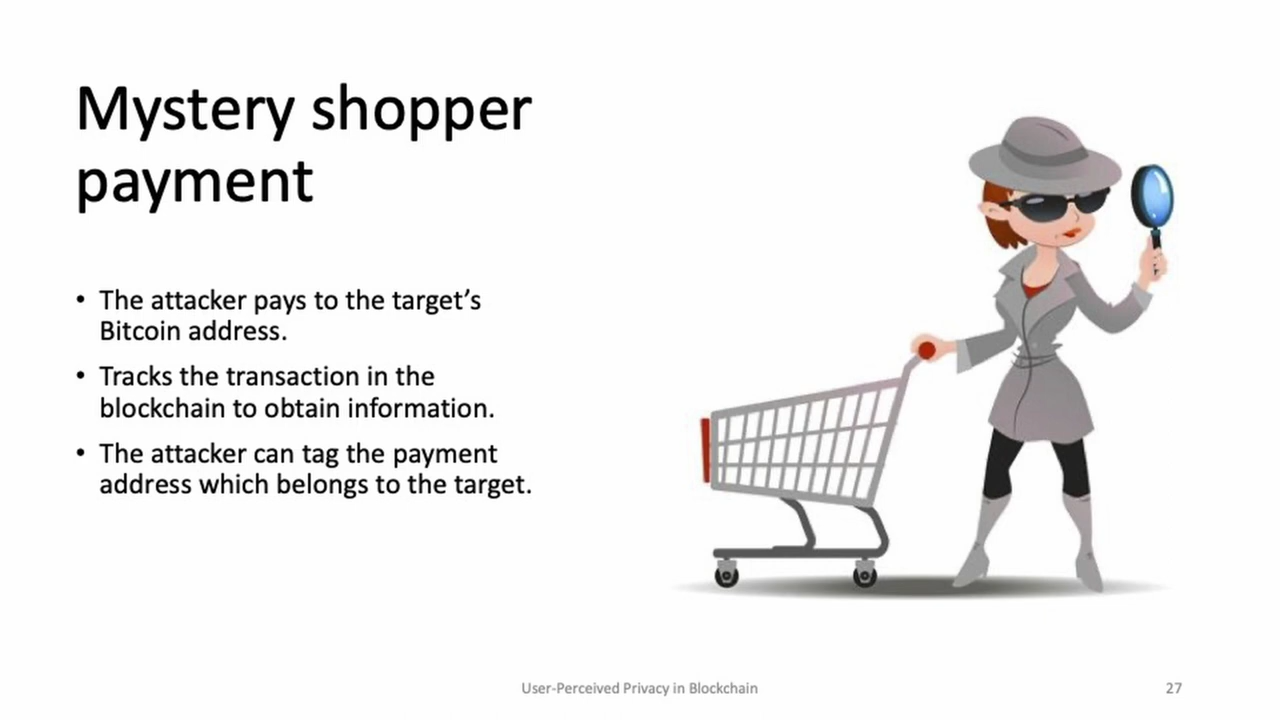 Mystery shopper
payment
• The attacker pays to the target’s
Bitcoin address.
• Tracks the transaction in the
blockchain to obtain information.
• The attacker can tag the payment
address which belongs to the target.
User-Perceived Privacy in Blockchain
27